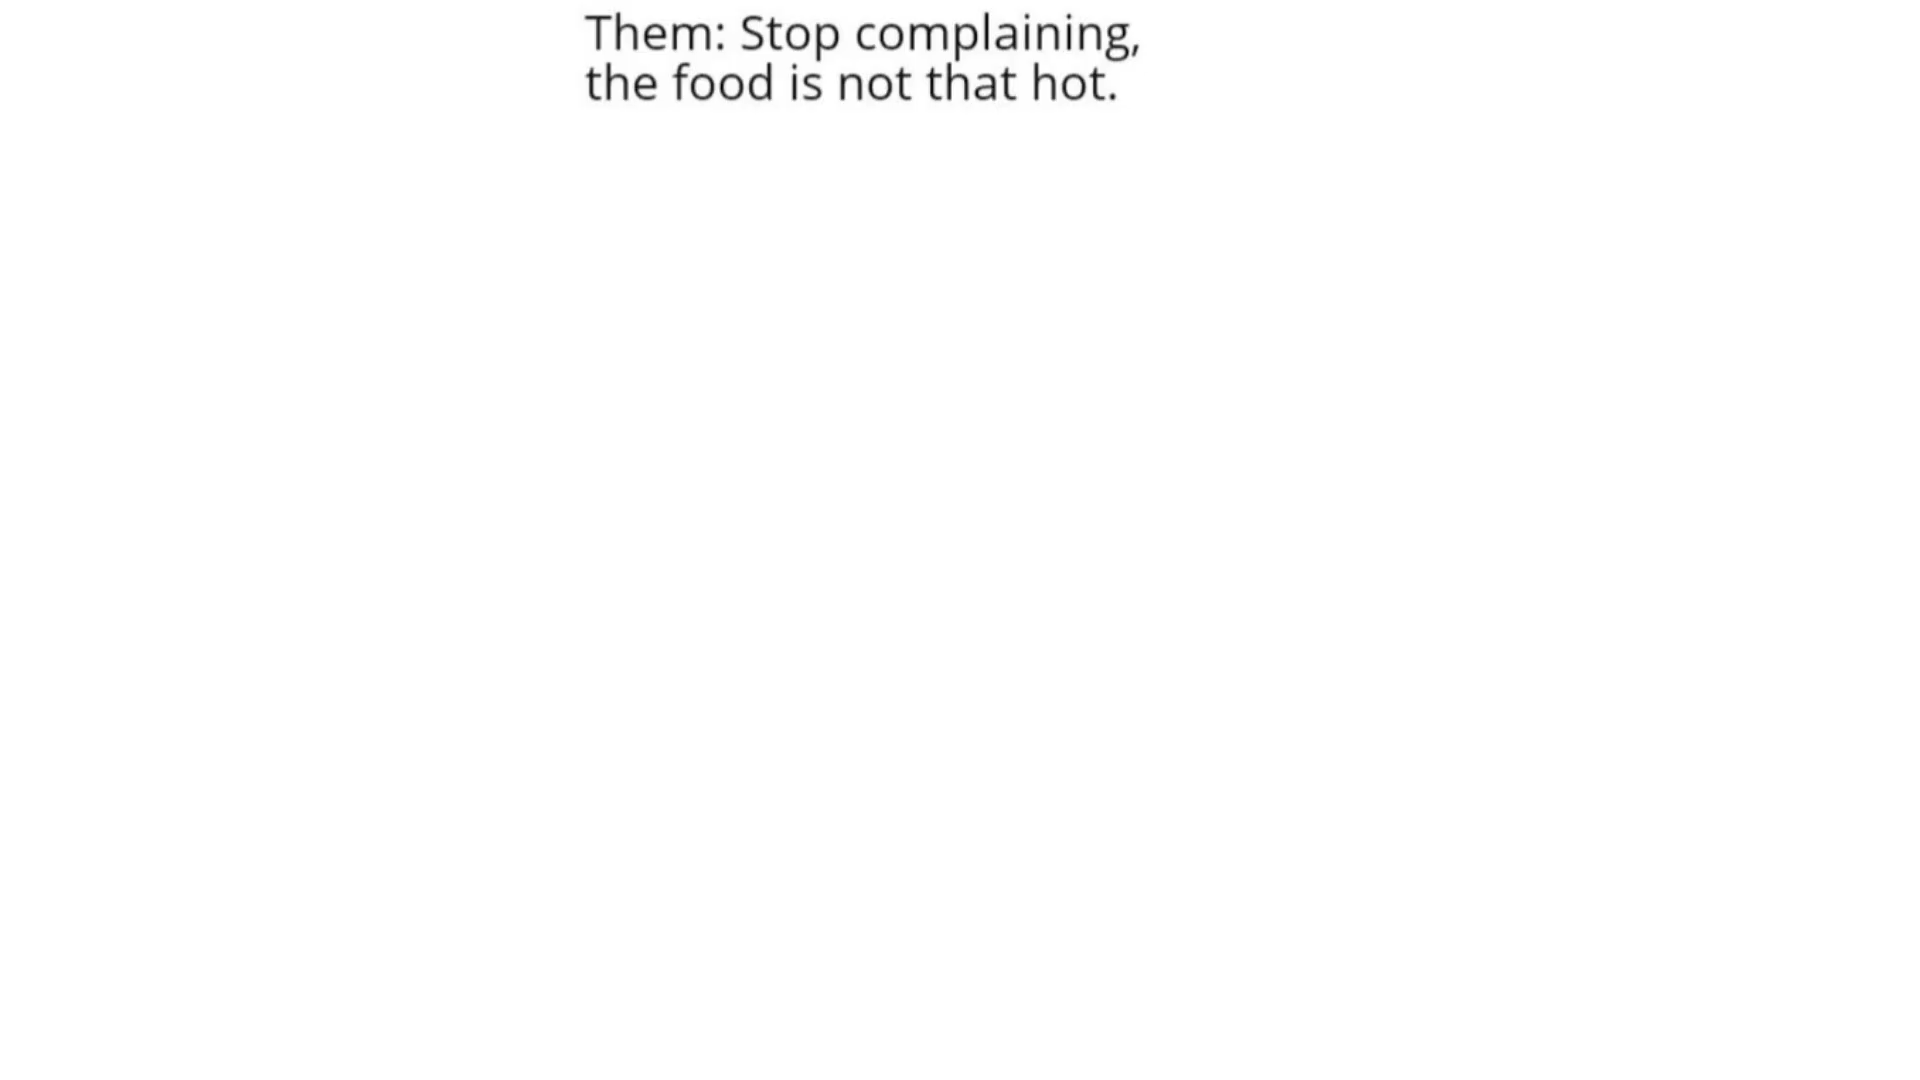 Them: Stop complaining,
the food is not that hot.